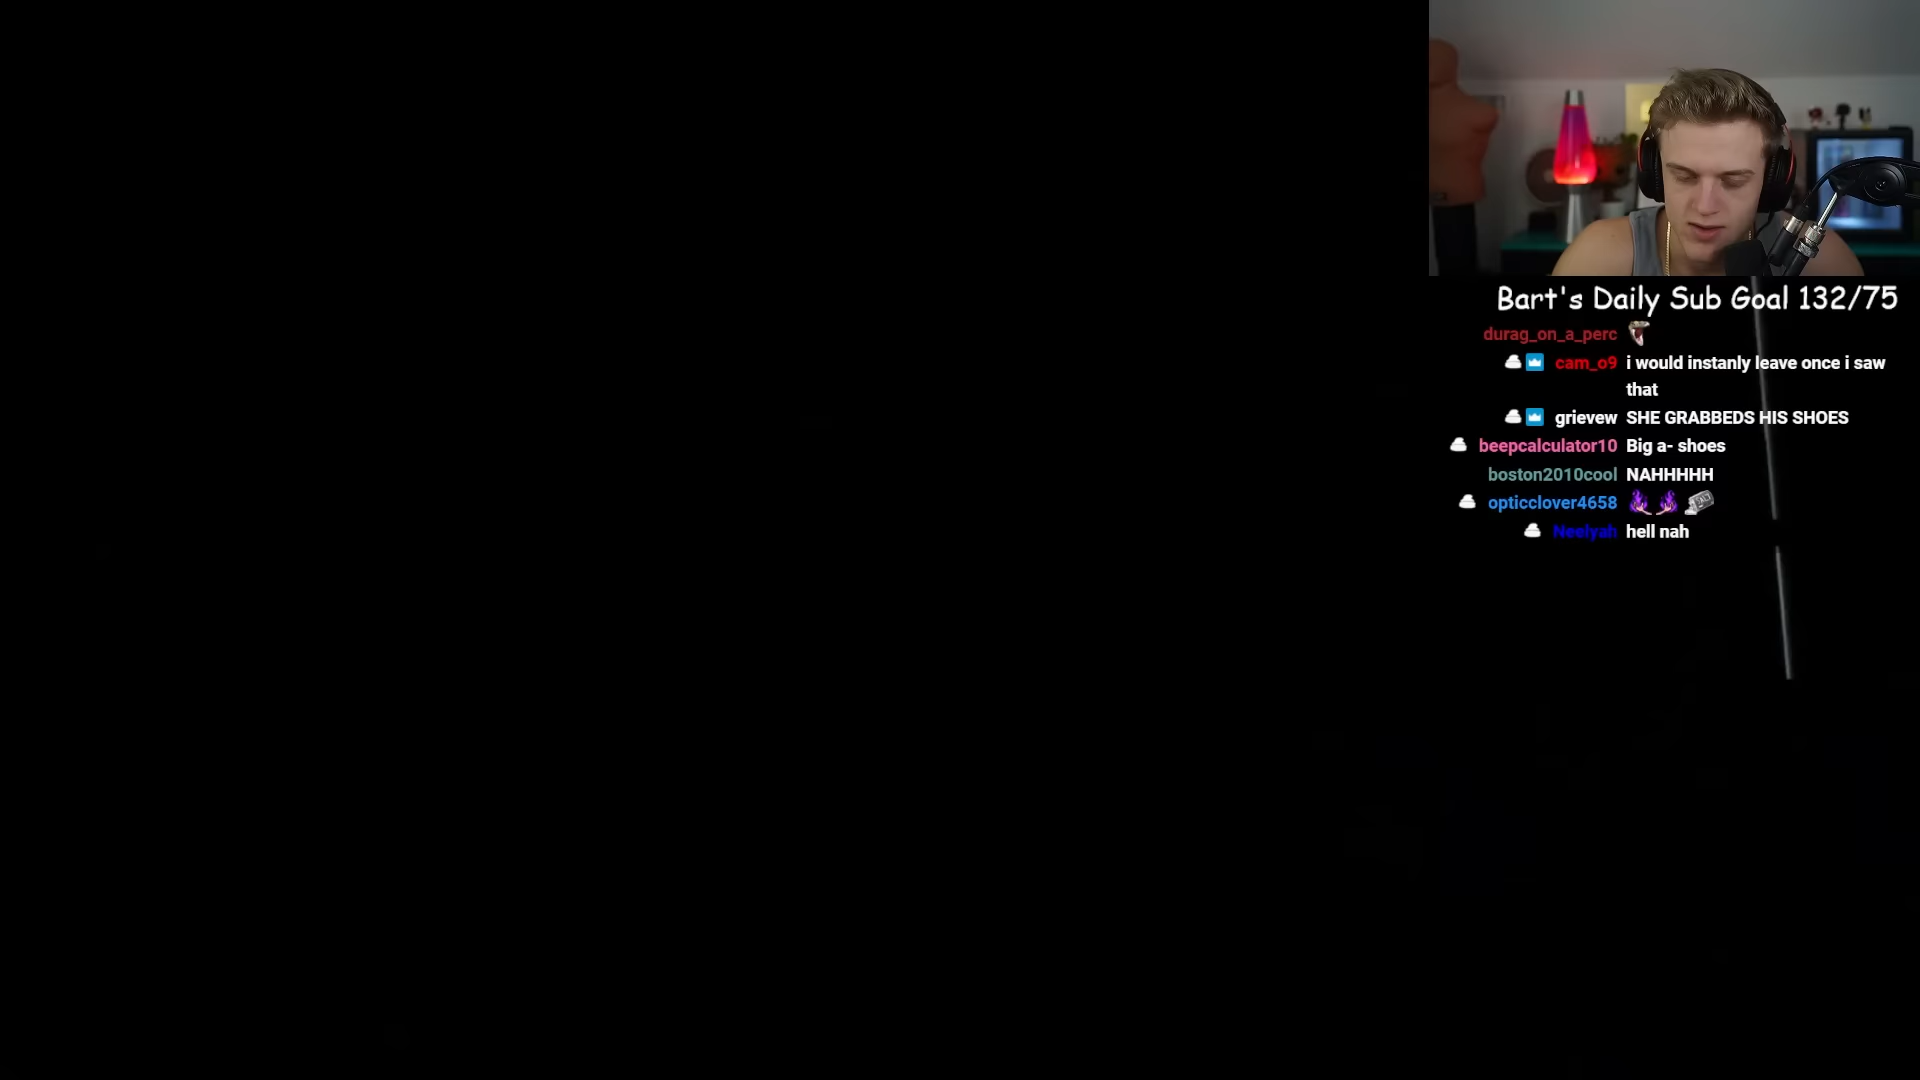 Bart's Daily Sub Goal 132/75
durag_on_a_perc
cam_o9 i would instanly leave once i saw
that
grievew SHE GRABBEDS HIS SHOES
beepcalculator10 Big a- shoes
boston2010cool NAHHHHH
opticclover4658
Neelyah hell nah